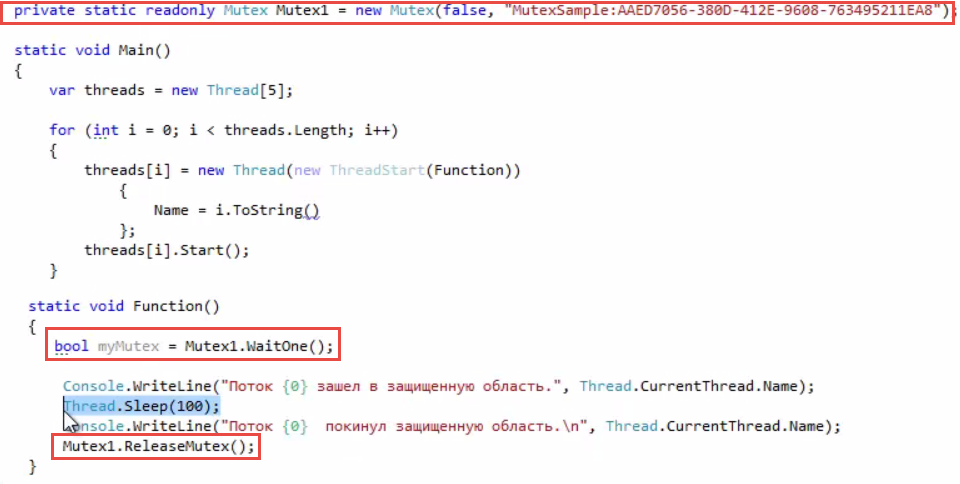 private static readonly Mutex Mutex1 = new Mutex(false, "MutexSample:AAED7056-380D-412E-9608-763495211EA8");
static void Main()
{
var threads = new Thread[5];
for (int i = 0; i < threads.Length; i++)
{
threads[i] = new Thread(new ThreadStart(Function))
{
Name = i.ToString()
};
threads[i].Start();
}
static void Function()
{
bool myMutex = Mutex1.WaitOne();
Console.WriteLine("Поток {0} зашел в защищенную область.", Thread.CurrentThread.Name);
Thread.Sleep(100);
Console.WriteLine("Поток {0}  покинул защищенную область.\n", Thread.CurrentThread.Name);
Mutex1.ReleaseMutex();
}